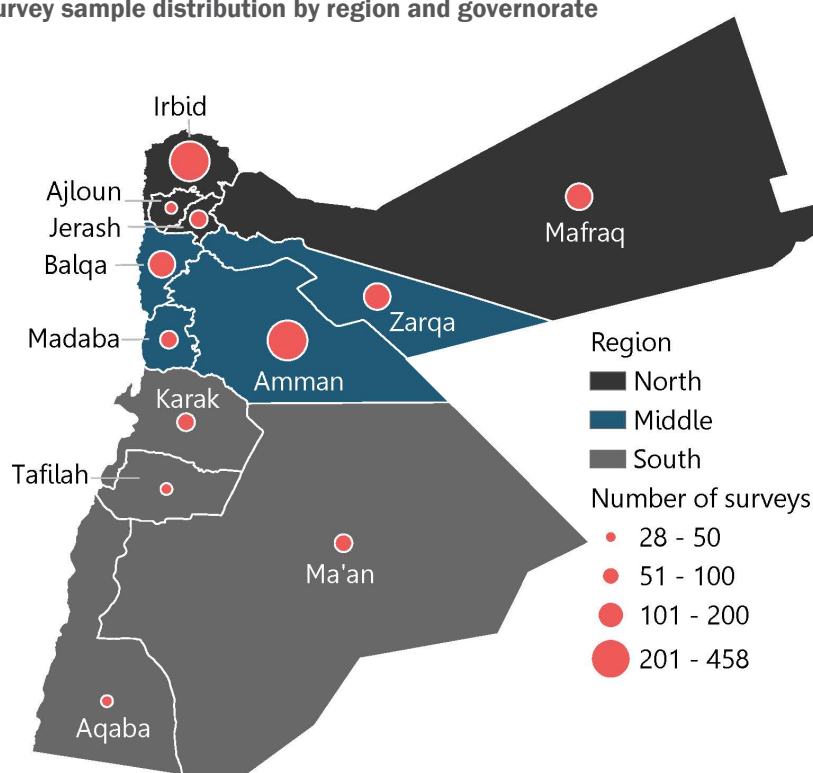 urvey sample distribution by region and governorate
Irbid
Ajloun
Jerash
Mafraq
Balqa
Zarqa
Madaba
Amman
Karak
Tafilah
Ma'an
Aqaba
Region
North
Middle
South
Number of surveys
28 - 50
51 - 100
101 - 200
201 - 458